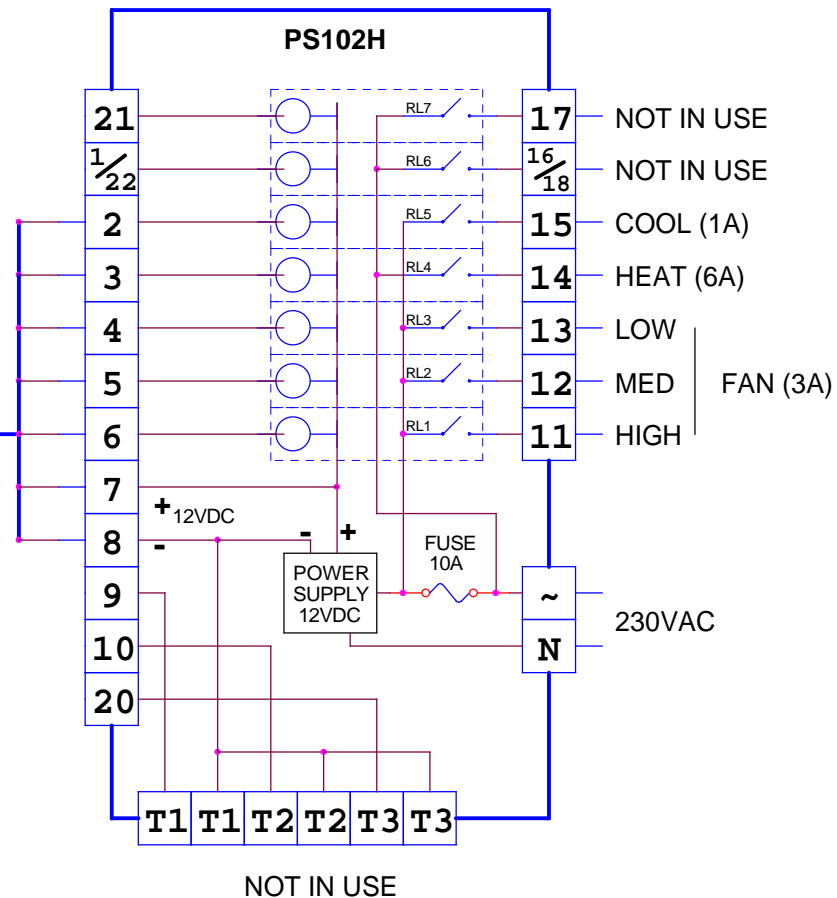 PS102H
21 RL7 17 NOT IN USE
1/22 RL6 16/18 NOT IN USE
2 RL5 15 COOL (1A)
3 RL4 14 HEAT (6A)
4 RL3 13 LOW
5 RL2 12 MED FAN (3A)
6 RL1 11 HIGH
7
+ 12VDC
8 - - +
FUSE
10A
POWER
SUPPLY
12VDC
9 ~
230VAC
10 N
20
T1 T1 T2 T2 T3 T3
NOT IN USE